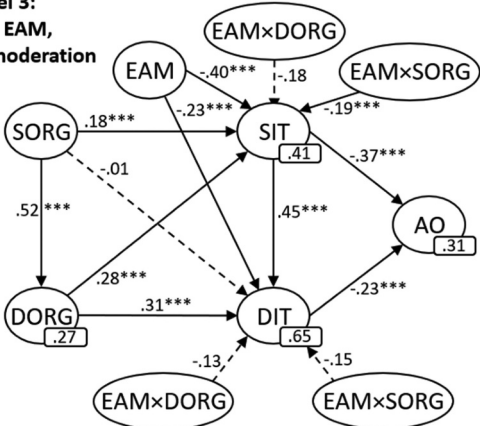 el 3:
EAM,
noderation
EAM×DORG
EAM
-.40***
-.18
EAM×SORG
-.23***
-.19***
SORG
.18***
SIT
.41
-.37***
-.01
.52***
.45***
AO
.31
.28***
-.23***
DORG
.27
.31***
DIT
.65
-.13
-.15
EAM×DORG
EAM×SORG